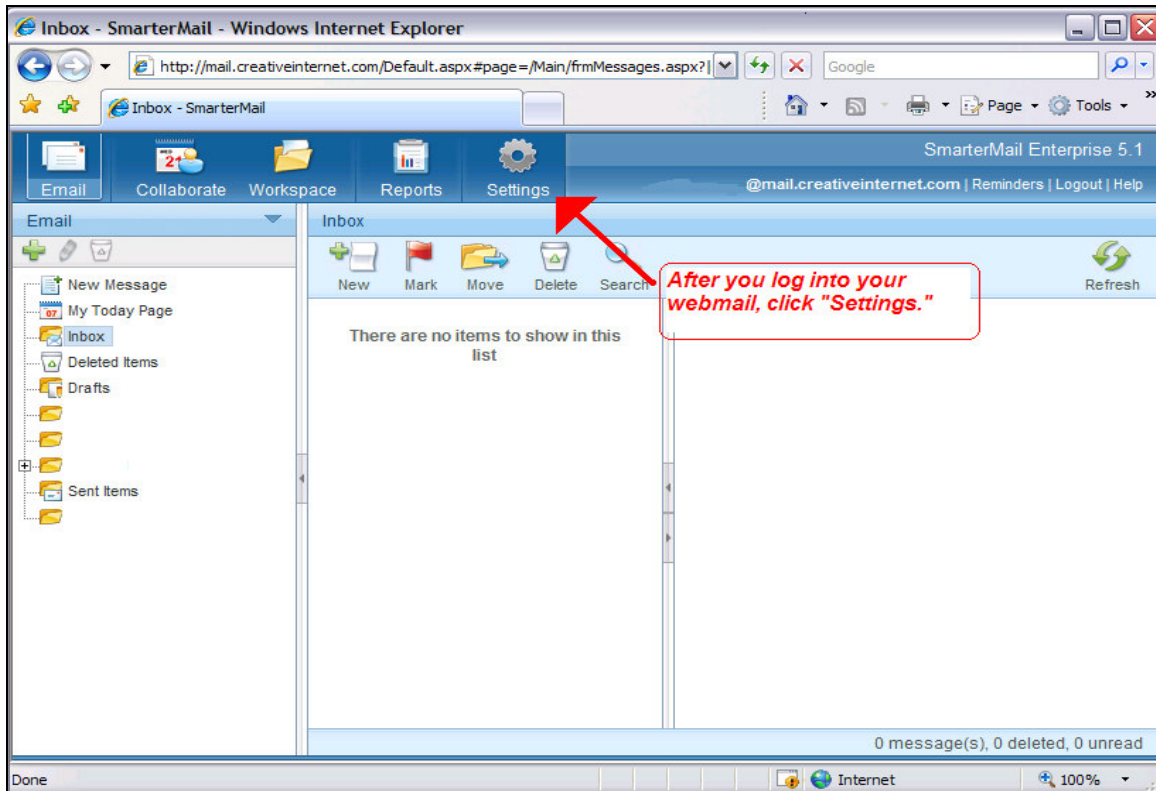 Inbox - SmarterMail - Windows Internet Explorer
http://mail.creativeinternet.com/Default.aspx#page=/Main/frmMessages.aspx?|
Google
Inbox - SmarterMail
Page
Tools
SmarterMail Enterprise 5.1
21
Email Collaborate Workspace Reports Settings
@mail.creativeinternet.com | Reminders | Logout | Help
Email
Inbox
New Mark Move Delete Search
Refresh
After you log into your
webmail, click "Settings."
New Message
07 My Today Page
Inbox
Deleted Items
Drafts
Sent Items
There are no items to show in this
list
0 message(s), 0 deleted, 0 unread
Done
Internet
100%